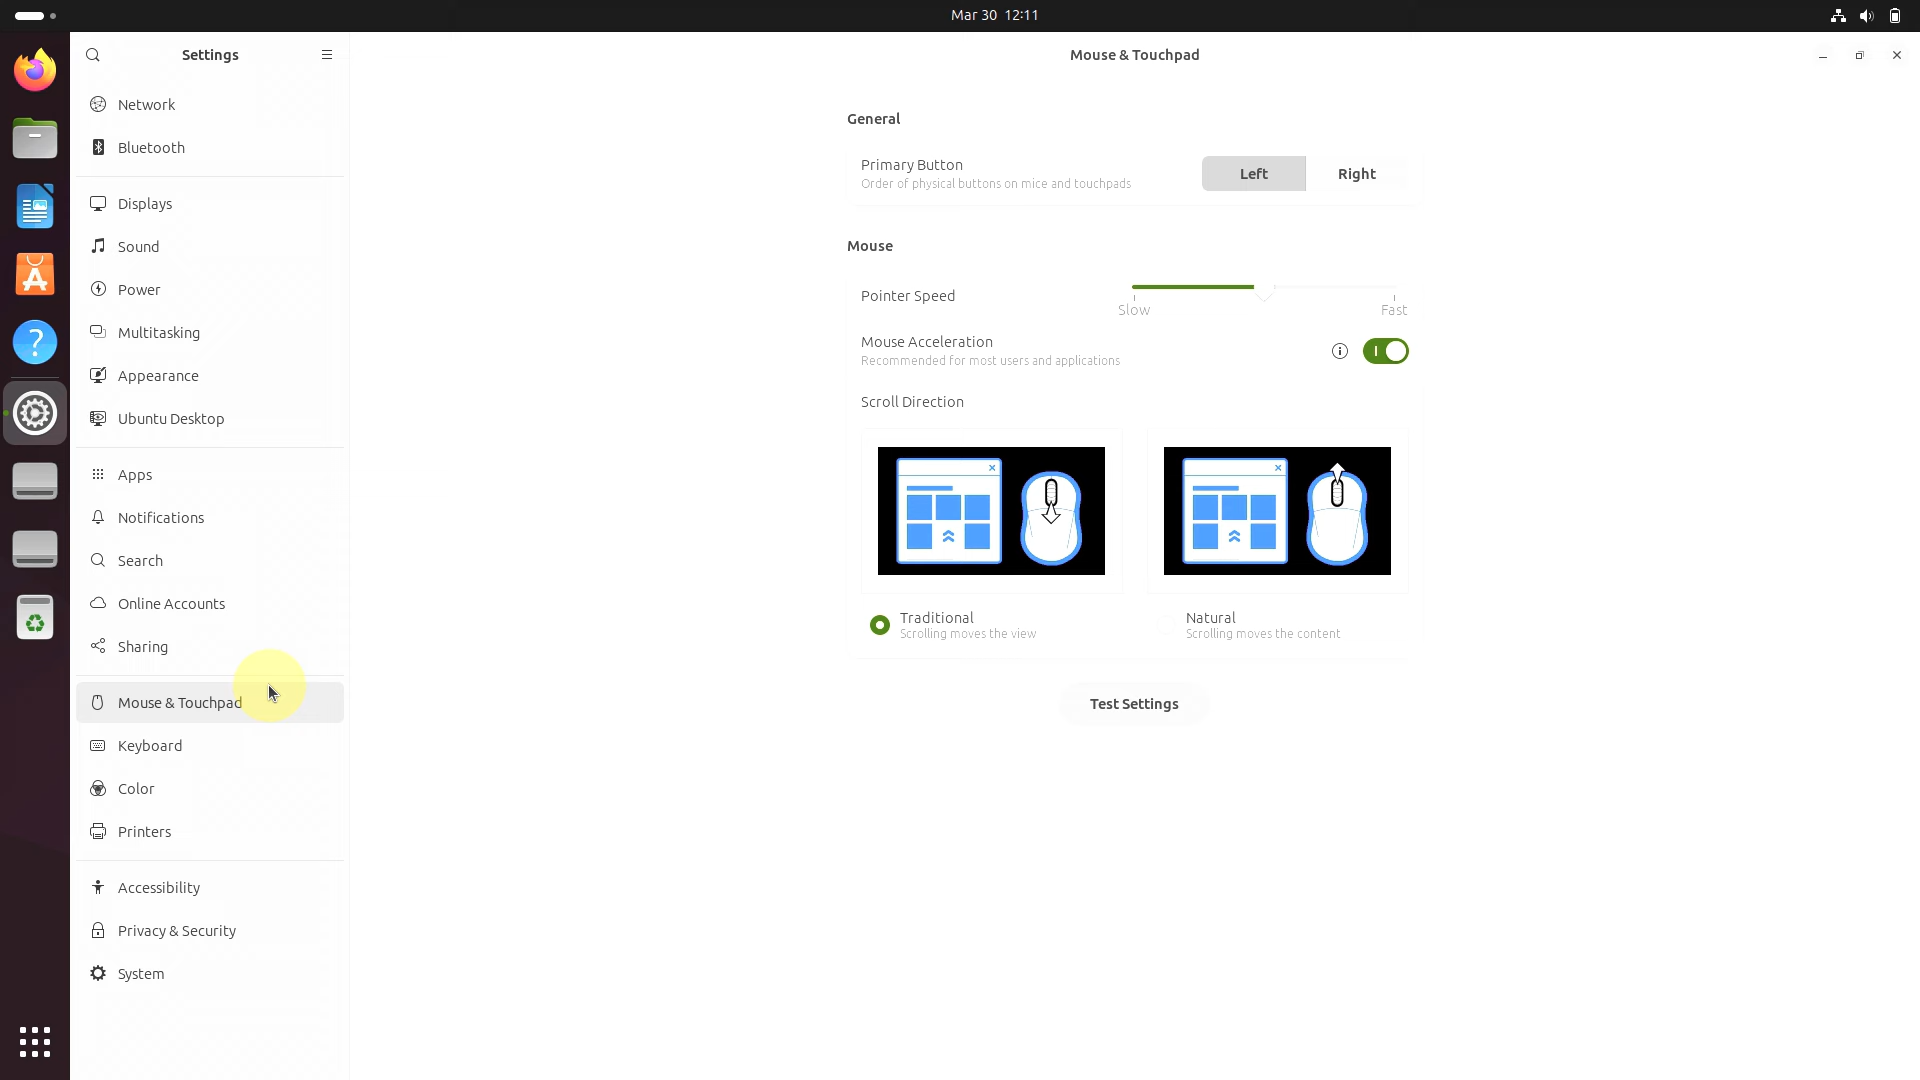 Mar 30 12:11
Settings
Mouse & Touchpad
Network
Bluetooth
Displays
Sound
Power
Multitasking
Appearance
Ubuntu Desktop
Apps
Notifications
Search
Online Accounts
Sharing
Mouse & Touchpad
Keyboard
Color
Printers
Accessibility
Privacy & Security
System
General
Primary Button
Order of physical buttons on mice and touchpads
Left
Right
Mouse
Pointer Speed
Slow
Fast
Mouse Acceleration
Recommended for most users and applications
Scroll Direction
Traditional
Scrolling moves the view
Natural
Scrolling moves the content
Test Settings